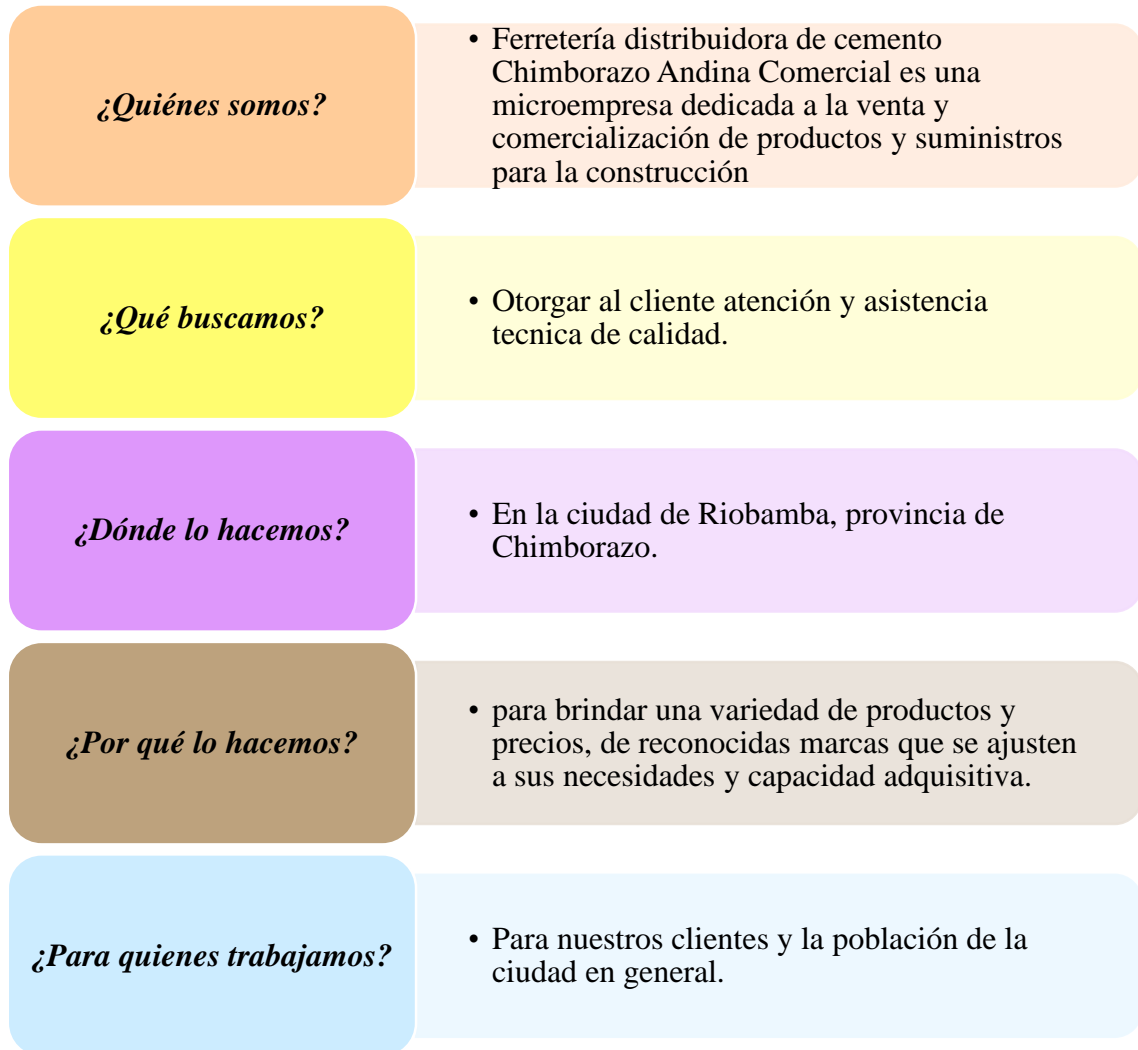 ¿Quiénes somos?
• Ferretería distribuidora de cemento
Chimborazo Andina Comercial es una
microempresa dedicada a la venta y
comercialización de productos y suministros
para la construcción
¿Qué buscamos?
• Otorgar al cliente atención y asistencia
tecnica de calidad.
¿Dónde lo hacemos?
• En la ciudad de Riobamba, provincia de
Chimborazo.
¿Por qué lo hacemos?
• para brindar una variedad de productos y
precios, de reconocidas marcas que se ajusten
a sus necesidades y capacidad adquisitiva.
¿Para quienes trabajamos?
• Para nuestros clientes y la población de la
ciudad en general.